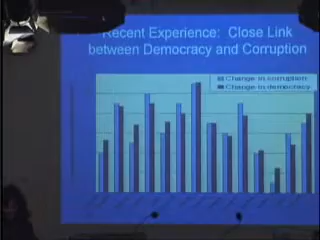 Recent Experience: Close Link
between Democracy and Corruption
Change in corruption
Change in democracy